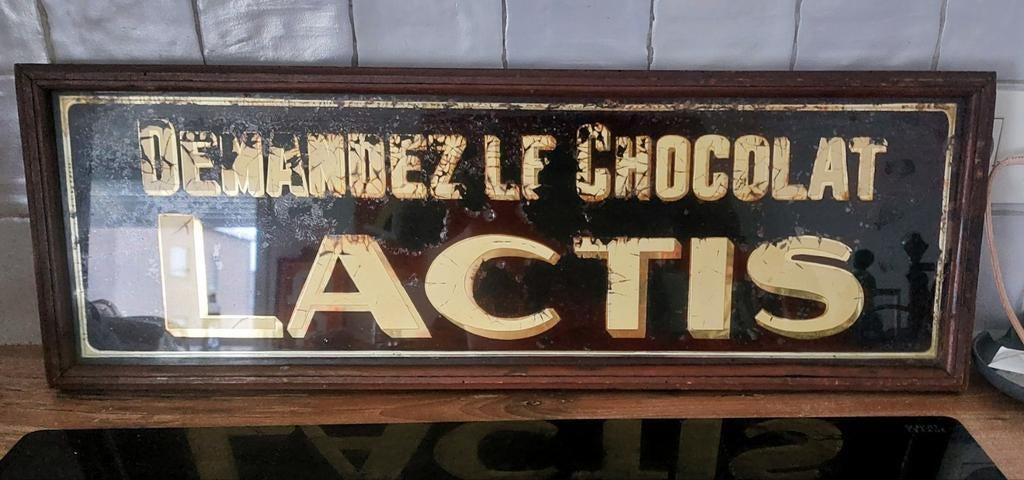 DEMANDEZ LE CHOCOLAT
LACTIS